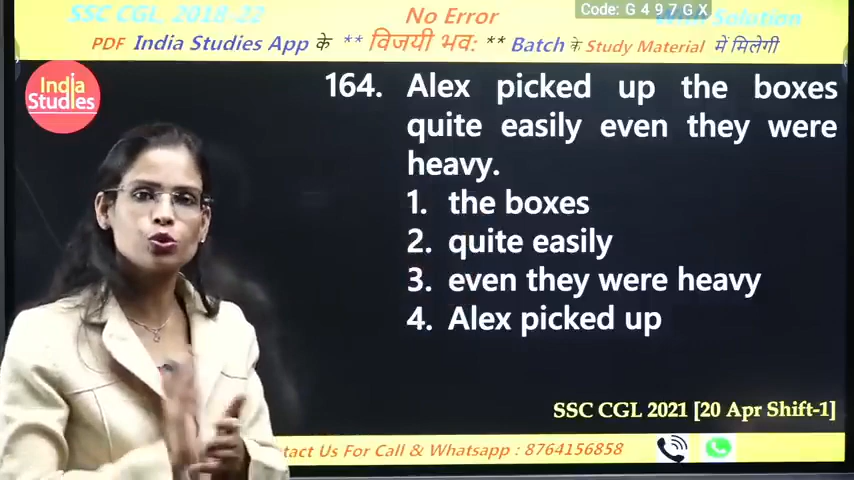 SSC CGL 2018-22
No Error
Code: G 4 9 7 G X
With Solution
PDF India Studies App के ** विजयी भव: ** Batch के Study Material में मिलेगी
India
Studies
164. Alex picked up the boxes
quite easily even they were
heavy.
1. the boxes
2. quite easily
3. even they were heavy
4. Alex picked up
SSC CGL 2021 [20 Apr Shift-1]
tact Us For Call & Whatsapp : 8764156858